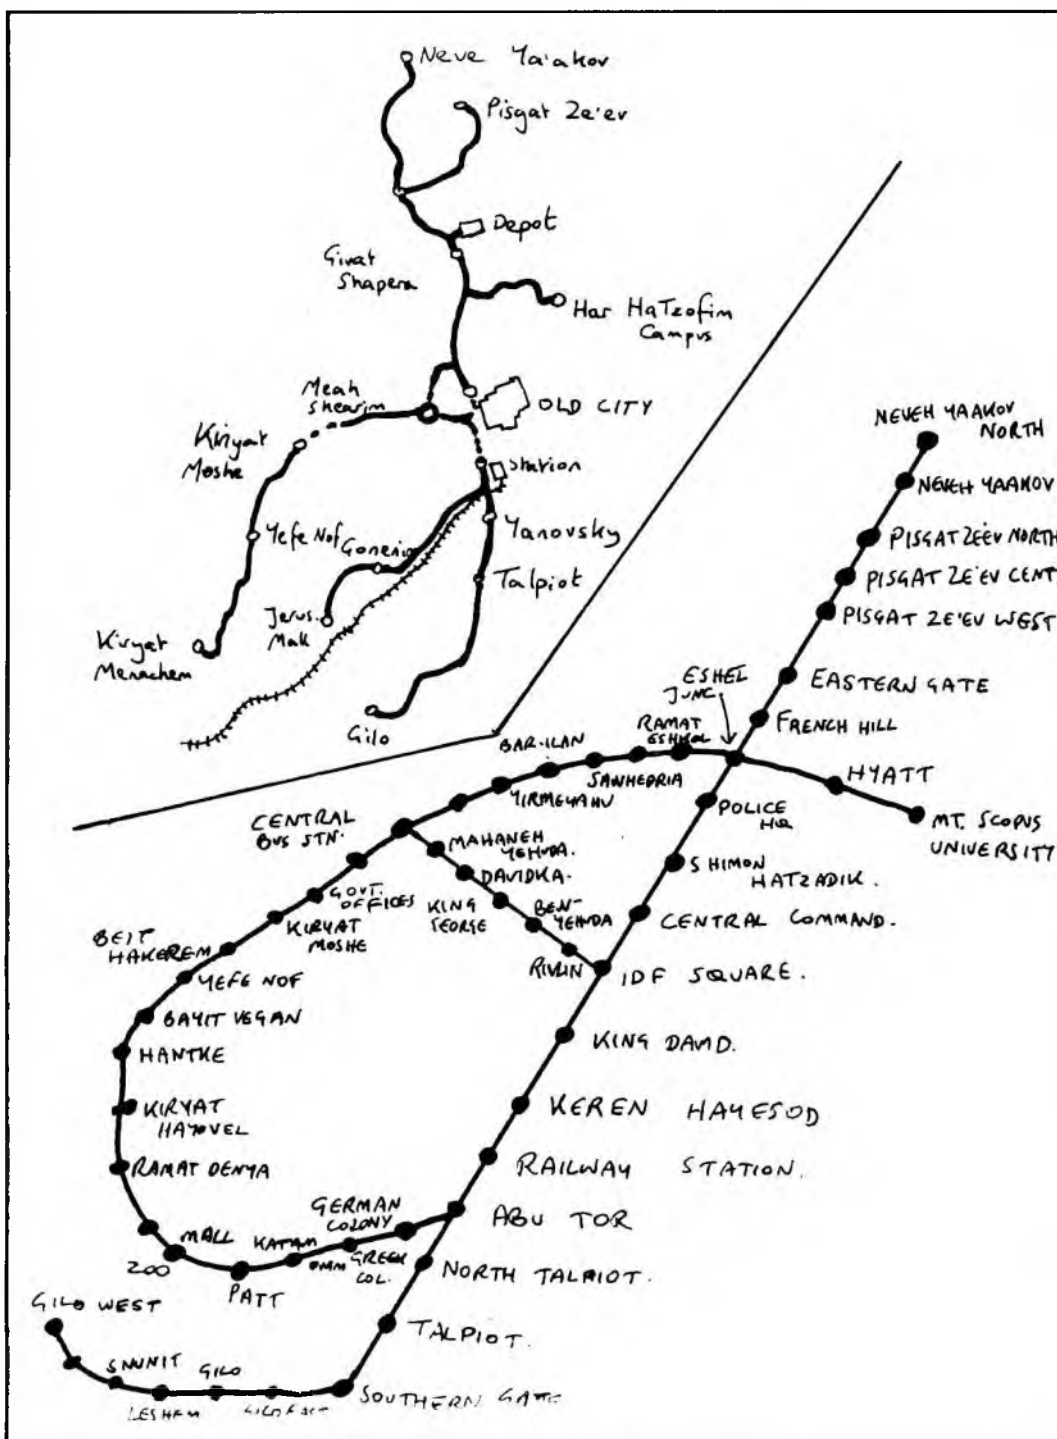 Neve Ya'akov
Pisgat Ze'ev
Depot
Givat
Shapera
Har HaTzofim
Campus
Meah
Shearim
OLD CITY
Kiryat
Moshe
Station
Yefe Nof
Yanovsky
Talpiot
Jerus.
Mall
Kiryat
Menachem
Gilo
NEVEH YAAKOV
NORTH
NEVEH YAAKOV
PISGAT ZE'EV NORTH
PISGAT ZE'EV CENT
PISGAT ZE'EV WEST
EASTERN GATE
ESHEL
JUNC
FRENCH HILL
RAMAT
ESHKOL
BAR-ILAN
SANHEDRIA
HYATT
YIRMEYAHU
POLICE
HQ
MT. SCOPUS
UNIVERSITY
CENTRAL
BUS STN.
MAHANEH
YEHUDA.
SHIMON
HATZADIK.
DAVIDKA.
GOVT.
OFFICES
KING
GEORGE
BEN-
YEHUDA
CENTRAL COMMAND.
KIRYAT
MOSHE
BEIT
HAKEREM
RIVLIN
IDF SQUARE.
YEFE NOF
BAYIT VEGAN
KING DAVID.
HANTKE
KIRYAT
HAYOVEL
KEREN HAYESOD
RAMAT DENYA
RAILWAY STATION.
GERMAN
COLONY
ABU TOR
MALL
KATAM
GREEK
COL.
ZOO
PATT
NORTH TALPIOT.
GILO WEST
TALPIOT.
SNUNIT
GILO
LESHEM
GILO EAST
SOUTHERN GATE